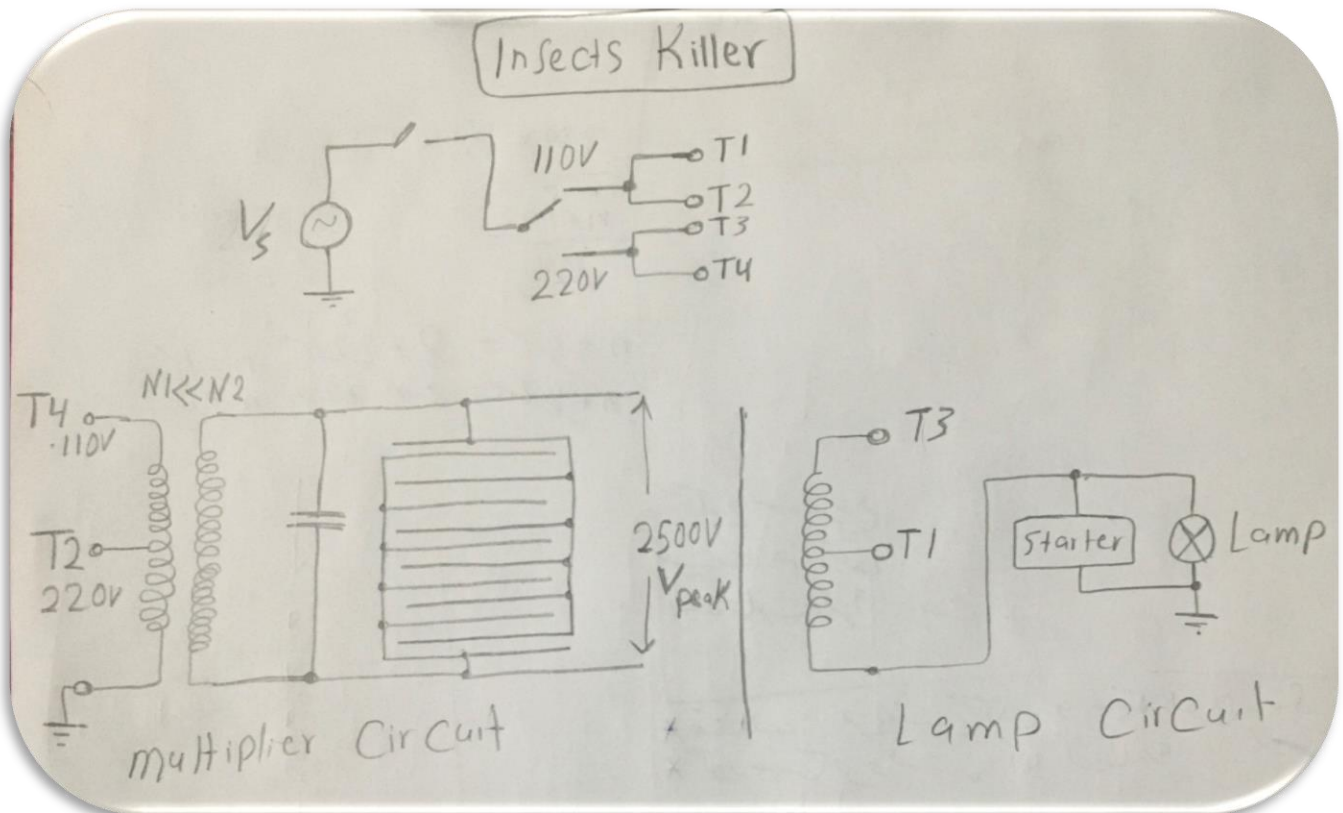 Insects Killer
110V
T1
T2
Vs
T3
220V
T4
N1<<N2
T4
110V
T2
220V
2500V
Vpeak
Multiplier Circuit
T3
T1
Starter
Lamp
Lamp Circuit